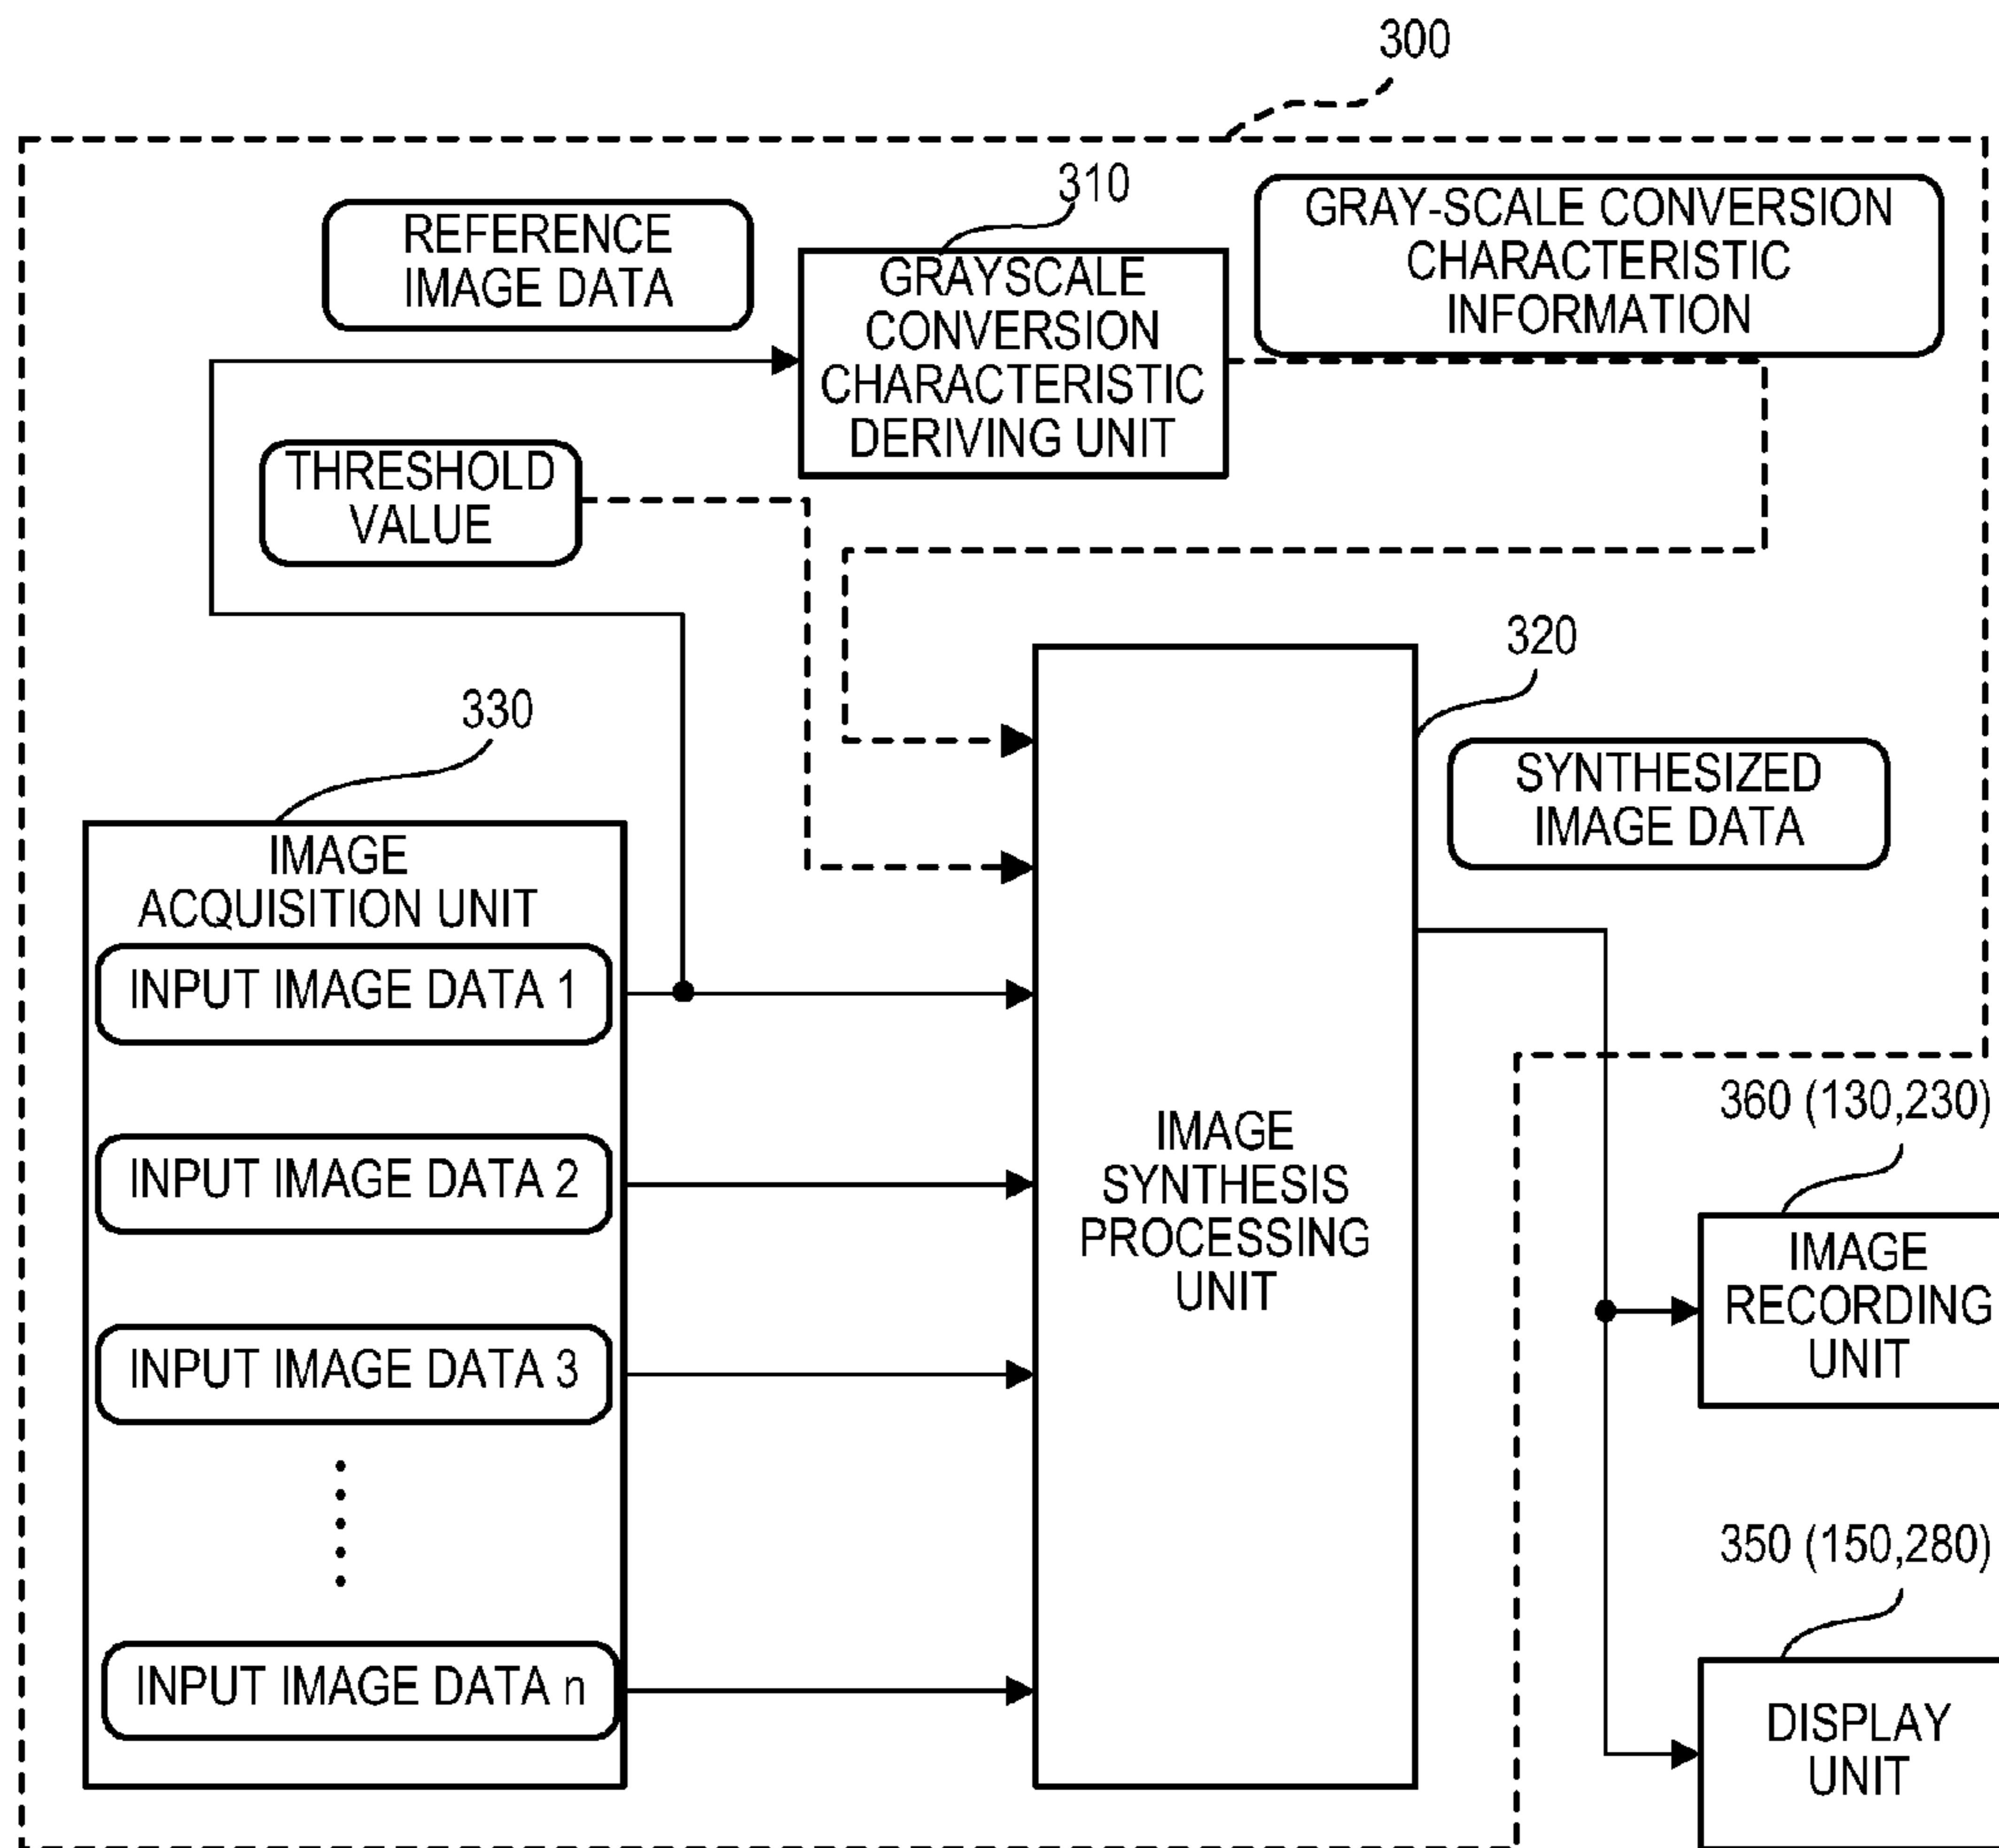 300
310
REFERENCE
IMAGE DATA
GRAYSCALE
CONVERSION
CHARACTERISTIC
DERIVING UNIT
GRAY-SCALE CONVERSION
CHARACTERISTIC
INFORMATION
THRESHOLD
VALUE
320
330
SYNTHESIZED
IMAGE DATA
IMAGE
ACQUISITION UNIT
INPUT IMAGE DATA 1
INPUT IMAGE DATA 2
INPUT IMAGE DATA 3
INPUT IMAGE DATA n
IMAGE
SYNTHESIS
PROCESSING
UNIT
360 (130,230)
IMAGE
RECORDING
UNIT
350 (150,280)
DISPLAY
UNIT